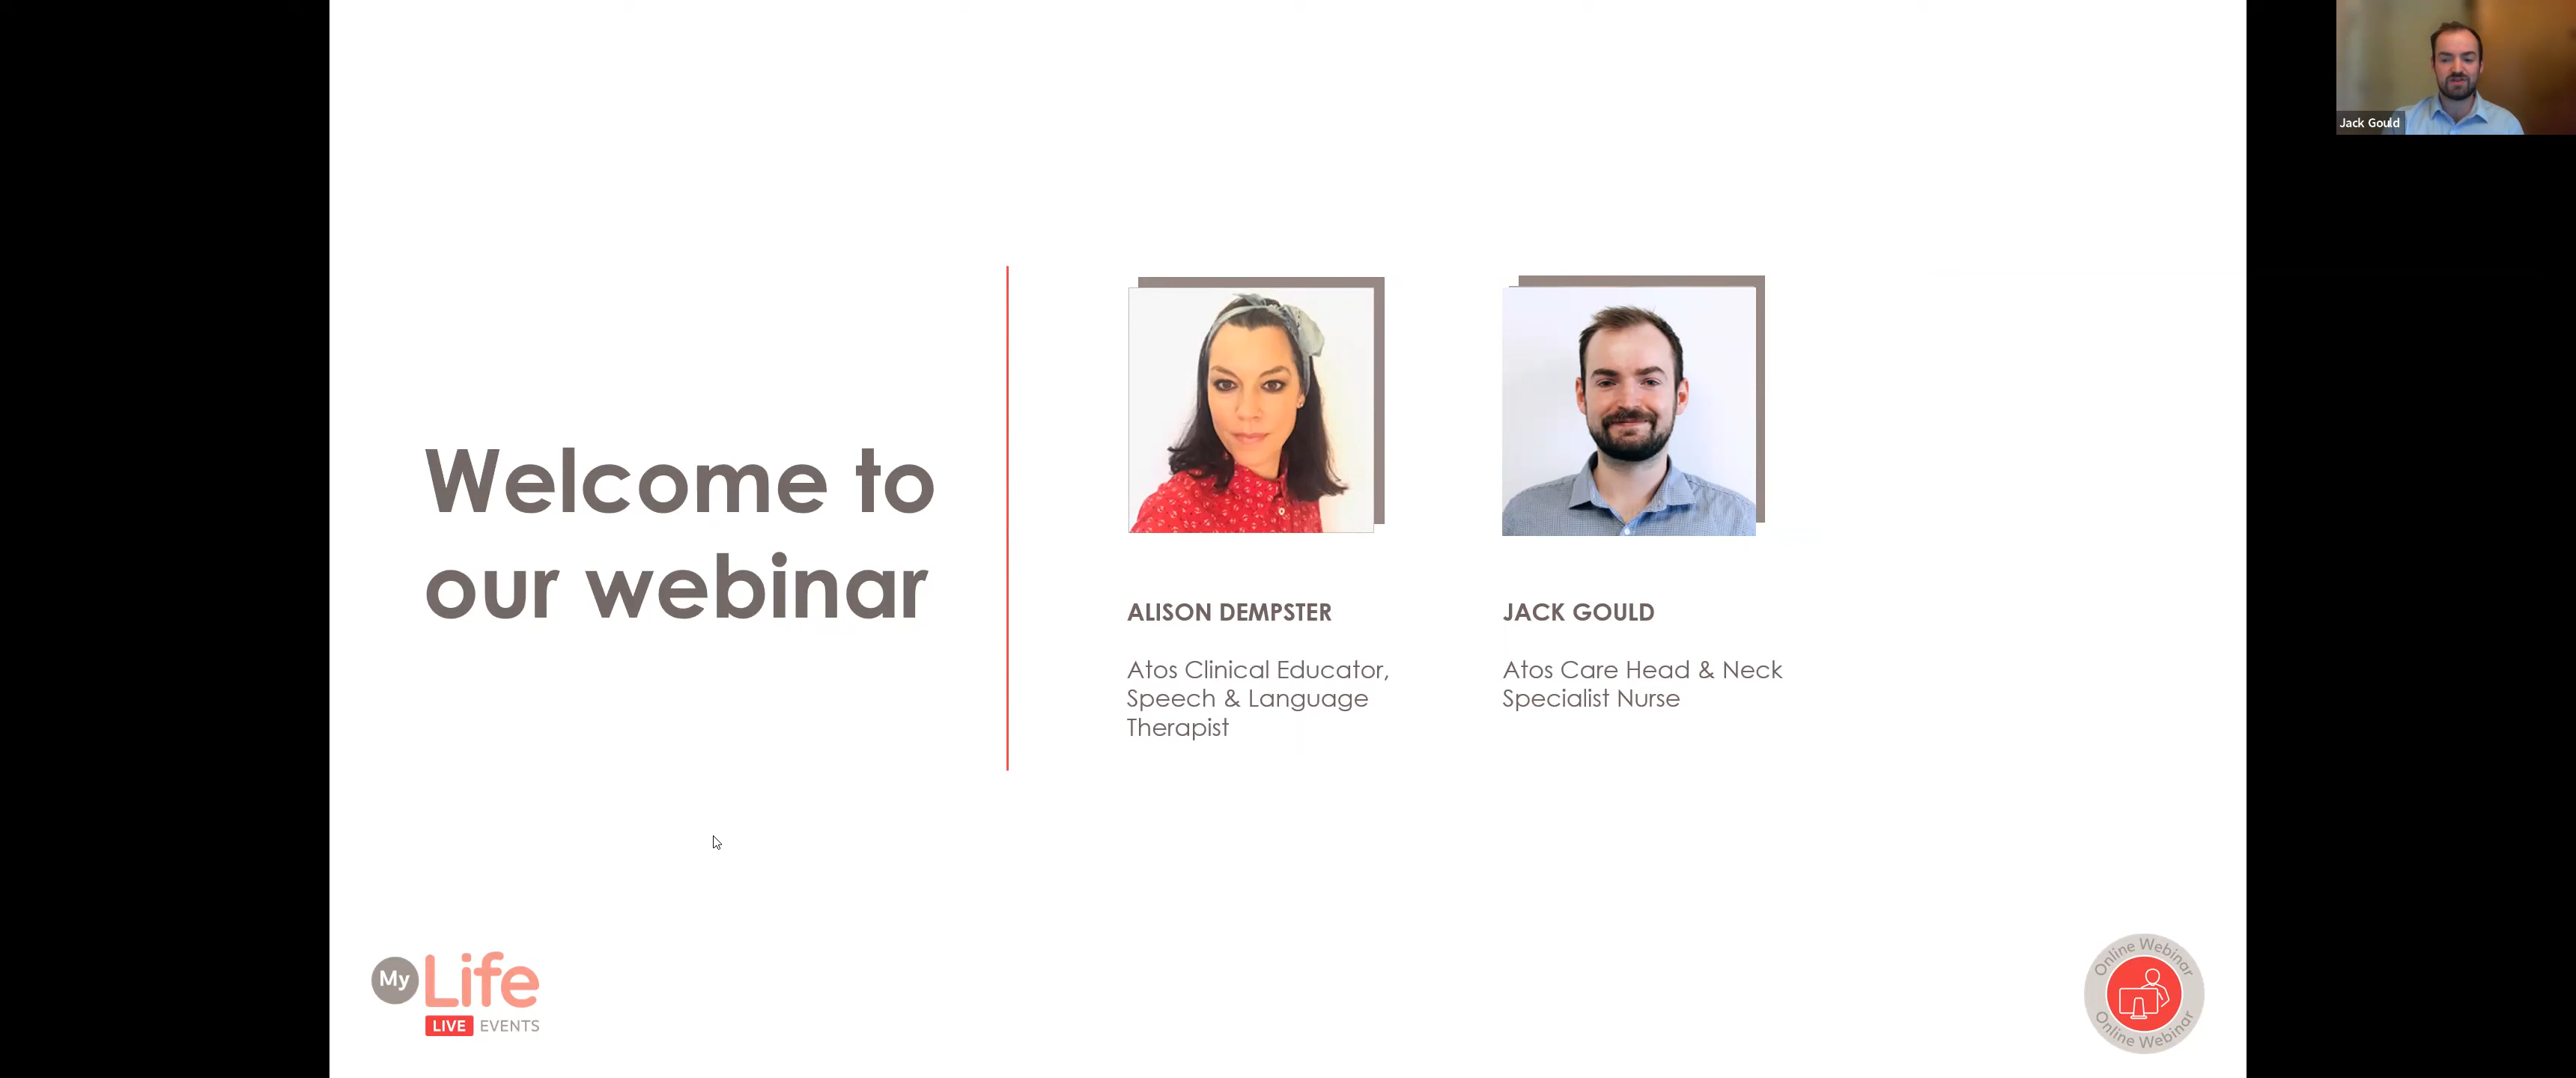 Welcome to
our webinar
ALISON DEMPSTER
Atos Clinical Educator,
Speech & Language
Therapist
JACK GOULD
Atos Care Head & Neck
Specialist Nurse
Jack Gould
My Life
LIVE EVENTS
Online Webinar
Online Webinar